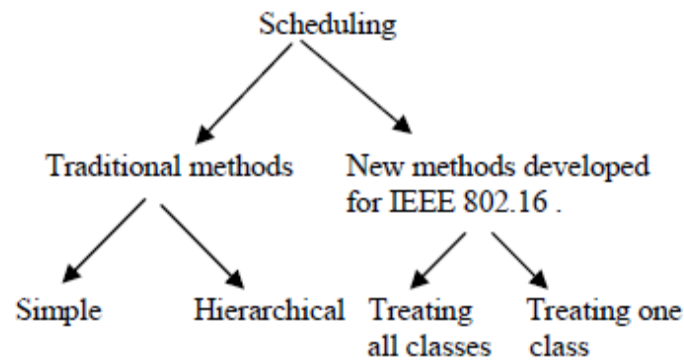 Scheduling
Traditional methods
New methods developed
for IEEE 802.16 .
Simple
Hierarchical
Treating
all classes
Treating one
class